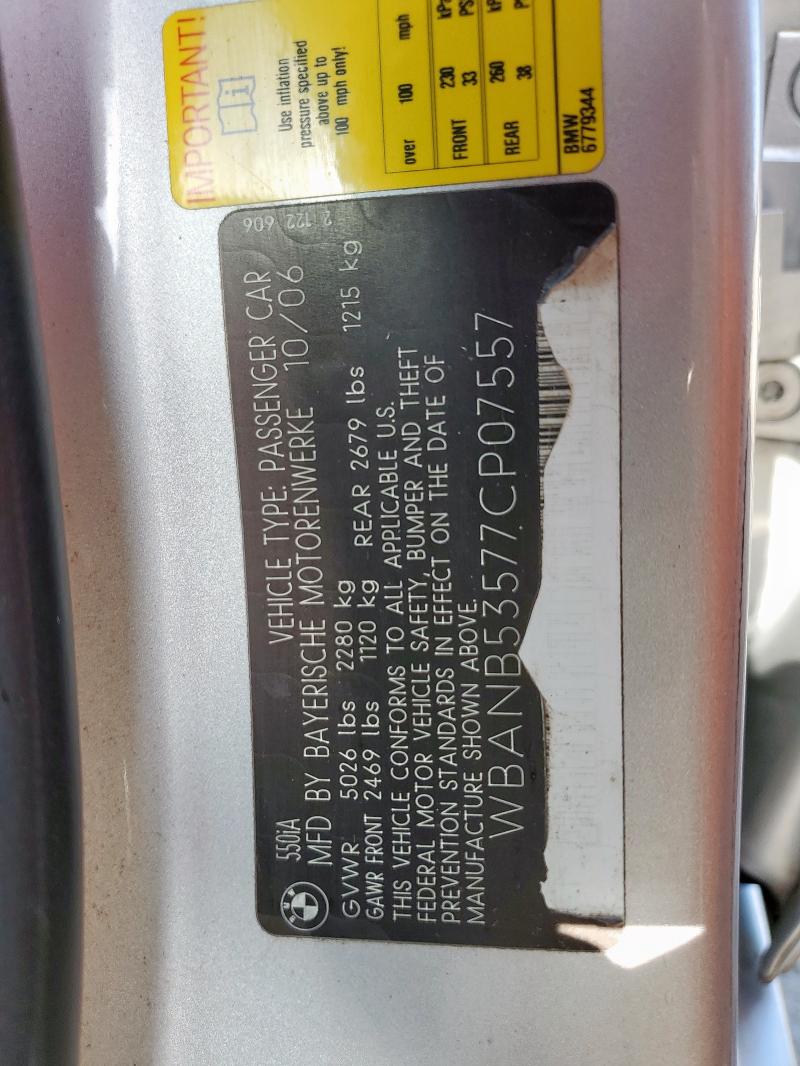 550iA
VEHICLE TYPE: PASSENGER CAR
MFD BY BAYERISCHE MOTORENWERKE 10/06
GVWR 5026 lbs 2280 kg
GAWR FRONT 2469 lbs 1120 kg REAR 2679 lbs 1215 kg
THIS VEHICLE CONFORMS TO ALL APPLICABLE U.S.
FEDERAL MOTOR VEHICLE SAFETY, BUMPER AND THEFT
PREVENTION STANDARDS IN EFFECT ON THE DATE OF
MANUFACTURE SHOWN ABOVE.
WBANB53577CP07557
2 122 606
IMPORTANT!
Use inflation
pressure specified
above up to
100 mph only!
over 100 mph
FRONT 230
33
REAR 260
38
BMW
6779344